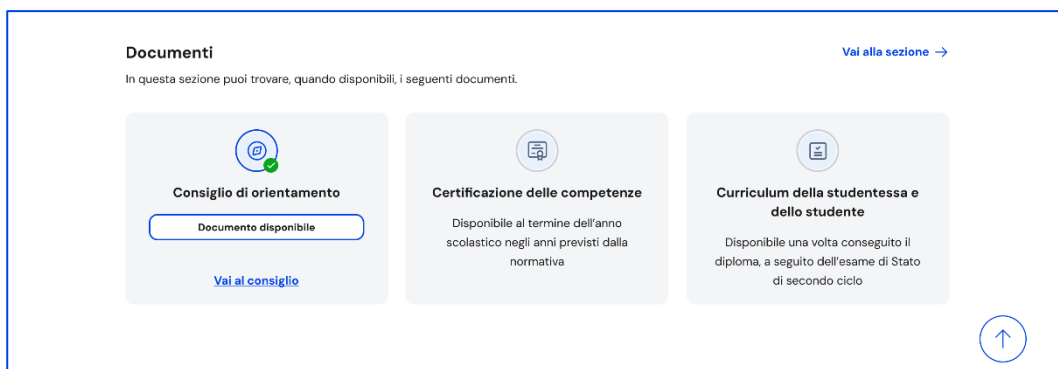 Documenti
Vai alla sezione →
In questa sezione puoi trovare, quando disponibili, i seguenti documenti.
Consiglio di orientamento
Documento disponibile
Vai al consiglio
Certificazione delle competenze
Disponibile al termine dell'anno
scolastico negli anni previsti dalla
normativa
Curriculum della studentessa e
dello studente
Disponibile una volta conseguito il
diploma, a seguito dell'esame di Stato
di secondo ciclo